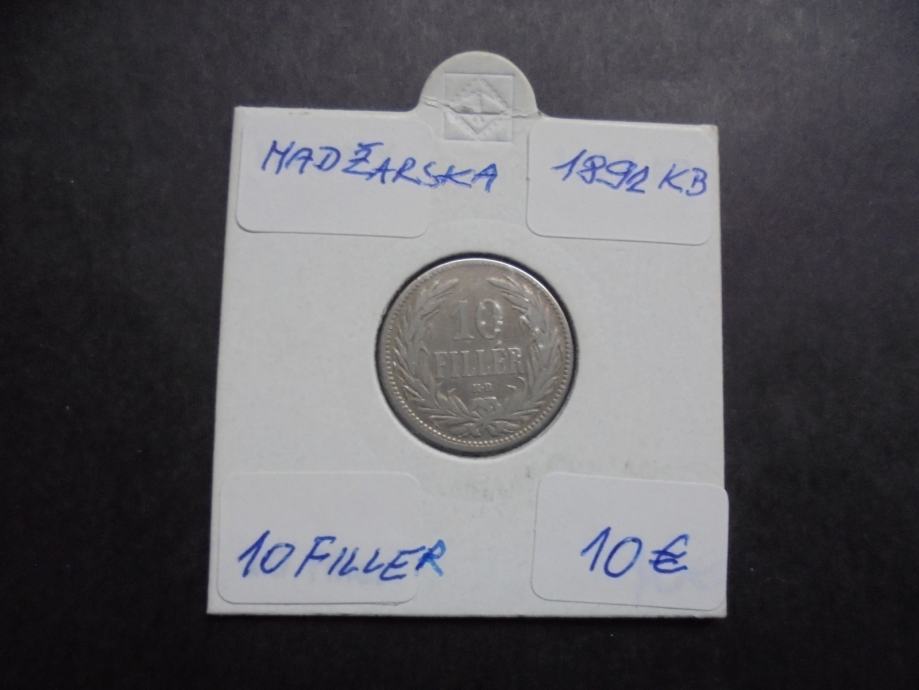 MADŽARSKA
1892 KB
10
FILLÉR
K·B
10 FILLER
10 €